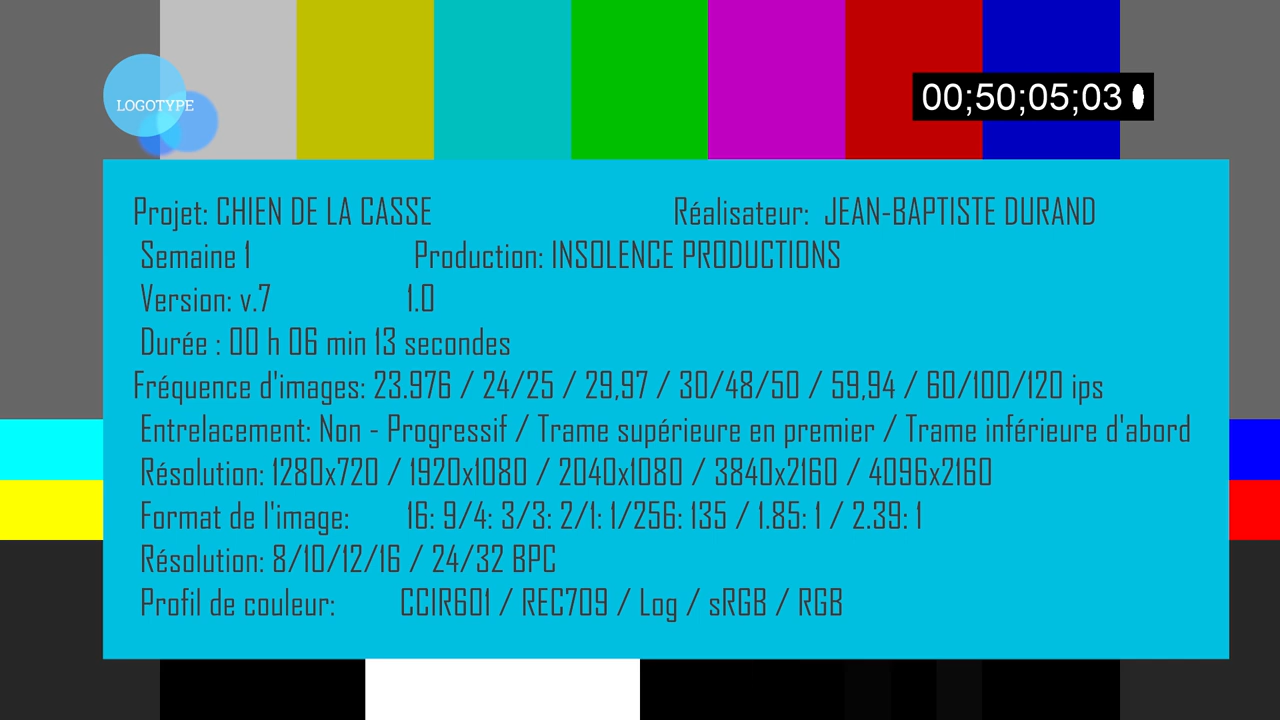 LOGOTYPE
00;50;05;03
Projet: CHIEN DE LA CASSE Réalisateur: JEAN-BAPTISTE DURAND
Semaine 1 Production: INSOLENCE PRODUCTIONS
Version: v.7 1.0
Durée : 00 h 06 min 13 secondes
Fréquence d'images: 23.976 / 24/25 / 29,97 / 30/48/50 / 59,94 / 60/100/120 ips
Entrelacement: Non - Progressif / Trame supérieure en premier / Trame inférieure d'abord
Résolution: 1280x720 / 1920x1080 / 2040x1080 / 3840x2160 / 4096x2160
Format de l'image: 16: 9/4: 3/3: 2/1: 1/256: 135 / 1.85: 1 / 2.39: 1
Résolution: 8/10/12/16 / 24/32 BPC
Profil de couleur: CCIR601 / REC709 / Log / sRGB / RGB